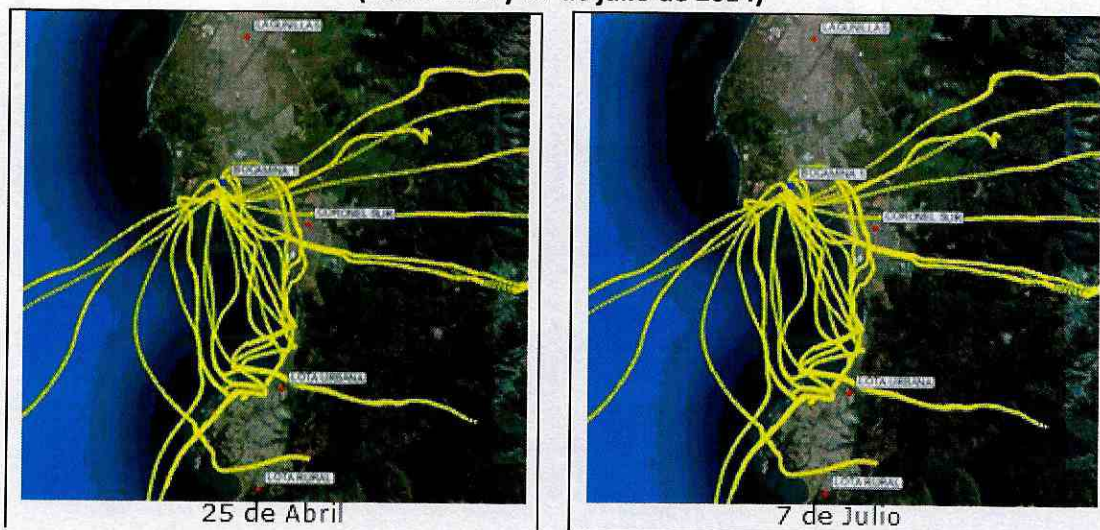 LAGUNILLAS
BOCAMINA 1
CORONEL SUR
LOTA URBANA
LOTA RURAL
25 de Abril
LAGUNILLAS
BOCAMINA 1
CORONEL SUR
LOTA URBANA
LOTA RURAL
7 de Julio